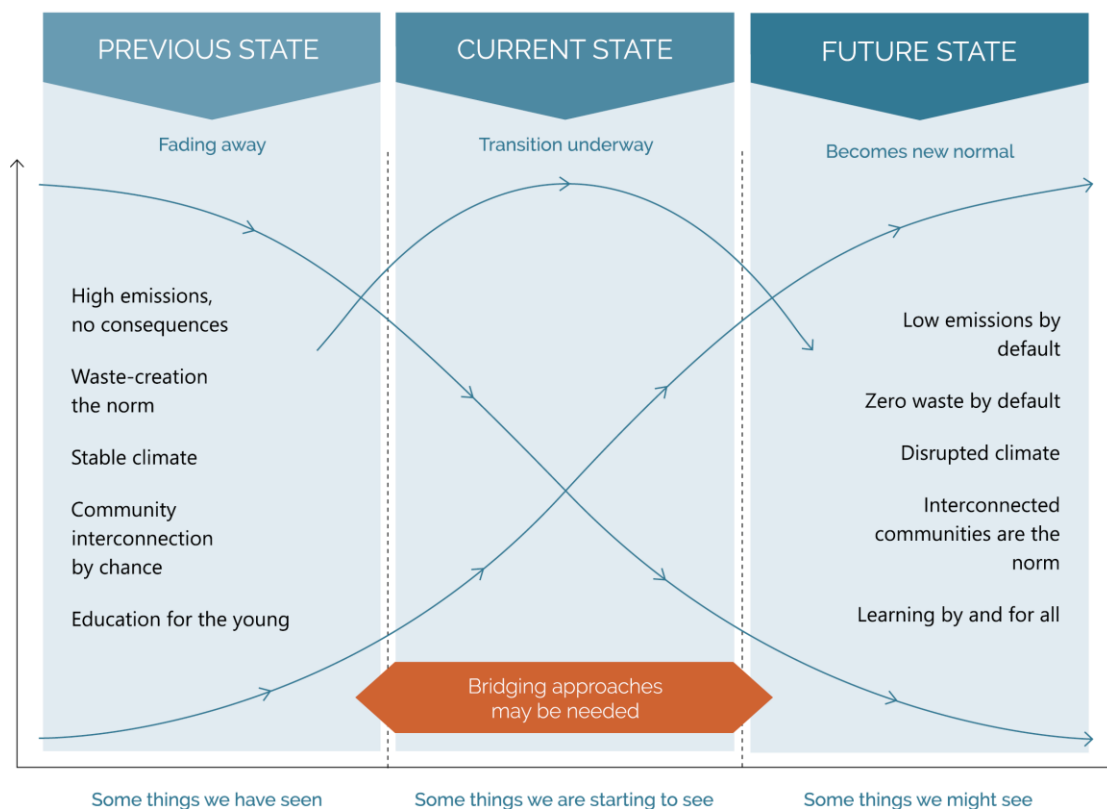 PREVIOUS STATE
CURRENT STATE
FUTURE STATE
Fading away
Transition underway
Becomes new normal
High emissions,
no consequences
Waste-creation
the norm
Stable climate
Community
interconnection
by chance
Education for the young
Low emissions by
default
Zero waste by default
Disrupted climate
Interconnected
communities are the
norm
Learning by and for all
Bridging approaches
may be needed
Some things we have seen
Some things we are starting to see
Some things we might see